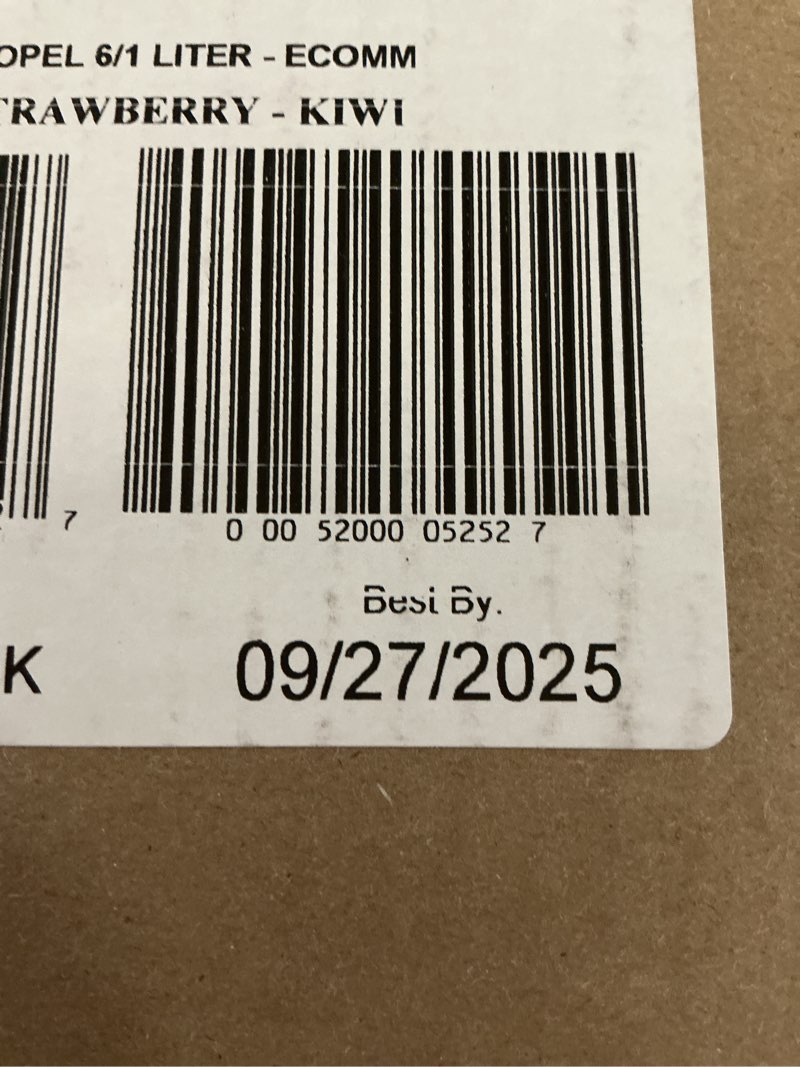 OPEL 6/1 LITER - ECOMM
TRAWBERRY - KIWI
7
0 00 52000 05252 7
Best By.
K
09/27/2025